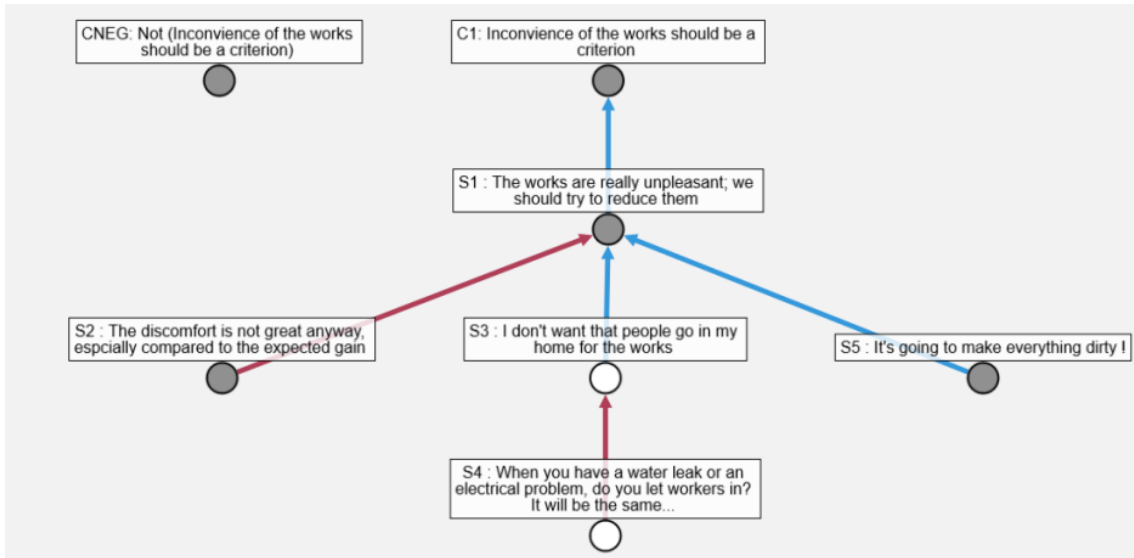 CNEG: Not (Inconvience of the works
should be a criterion)
C1: Inconvience of the works should be a
criterion
S1 : The works are really unpleasant; we
should try to reduce them
S2 : The discomfort is not great anyway,
espcially compared to the expected gain
S3 : I don't want that people go in my
home for the works
S5 : It's going to make everything dirty !
S4 : When you have a water leak or an
electrical problem, do you let workers in?
It will be the same...